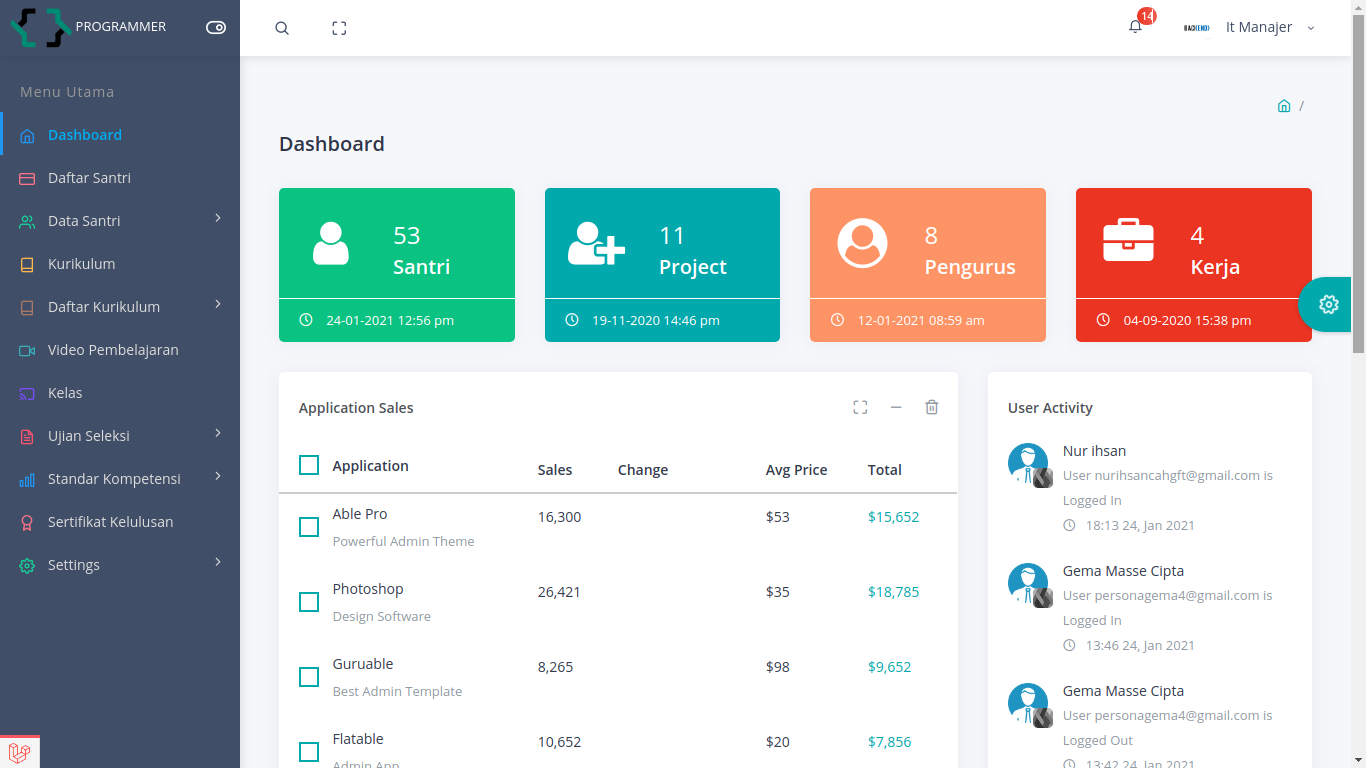 PROGRAMMER
14
It Manajer
Menu Utama
Dashboard
Daftar Santri
Data Santri
Kurikulum
Daftar Kurikulum
Video Pembelajaran
Kelas
Ujian Seleksi
Standar Kompetensi
Sertifikat Kelulusan
Settings
/
Dashboard
53
Santri
24-01-2021 12:56 pm
11
Project
19-11-2020 14:46 pm
8
Pengurus
12-01-2021 08:59 am
4
Kerja
04-09-2020 15:38 pm
Application Sales
Application Sales Change Avg Price Total
Able Pro 16,300 $53 $15,652
Powerful Admin Theme
Photoshop 26,421 $35 $18,785
Design Software
Guruable 8,265 $98 $9,652
Best Admin Template
Flatable 10,652 $20 $7,856
Admin App
User Activity
Nur ihsan
User nurihsancahgft@gmail.com is
Logged In
18:13 24, Jan 2021
Gema Masse Cipta
User personagema4@gmail.com is
Logged In
13:46 24, Jan 2021
Gema Masse Cipta
User personagema4@gmail.com is
Logged Out
13:42 24, Jan 2021